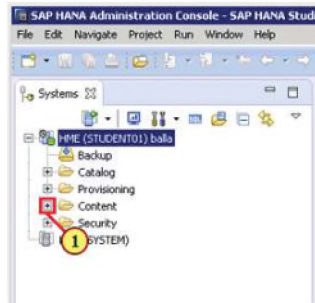 SAP HANA Administration Console - SAP HANA Stud
File Edit Navigate Project Run Window Help
Systems
HME (STUDENT01) balla
Backup
Catalog
Provisioning
Content
Security
1
SYSTEM)